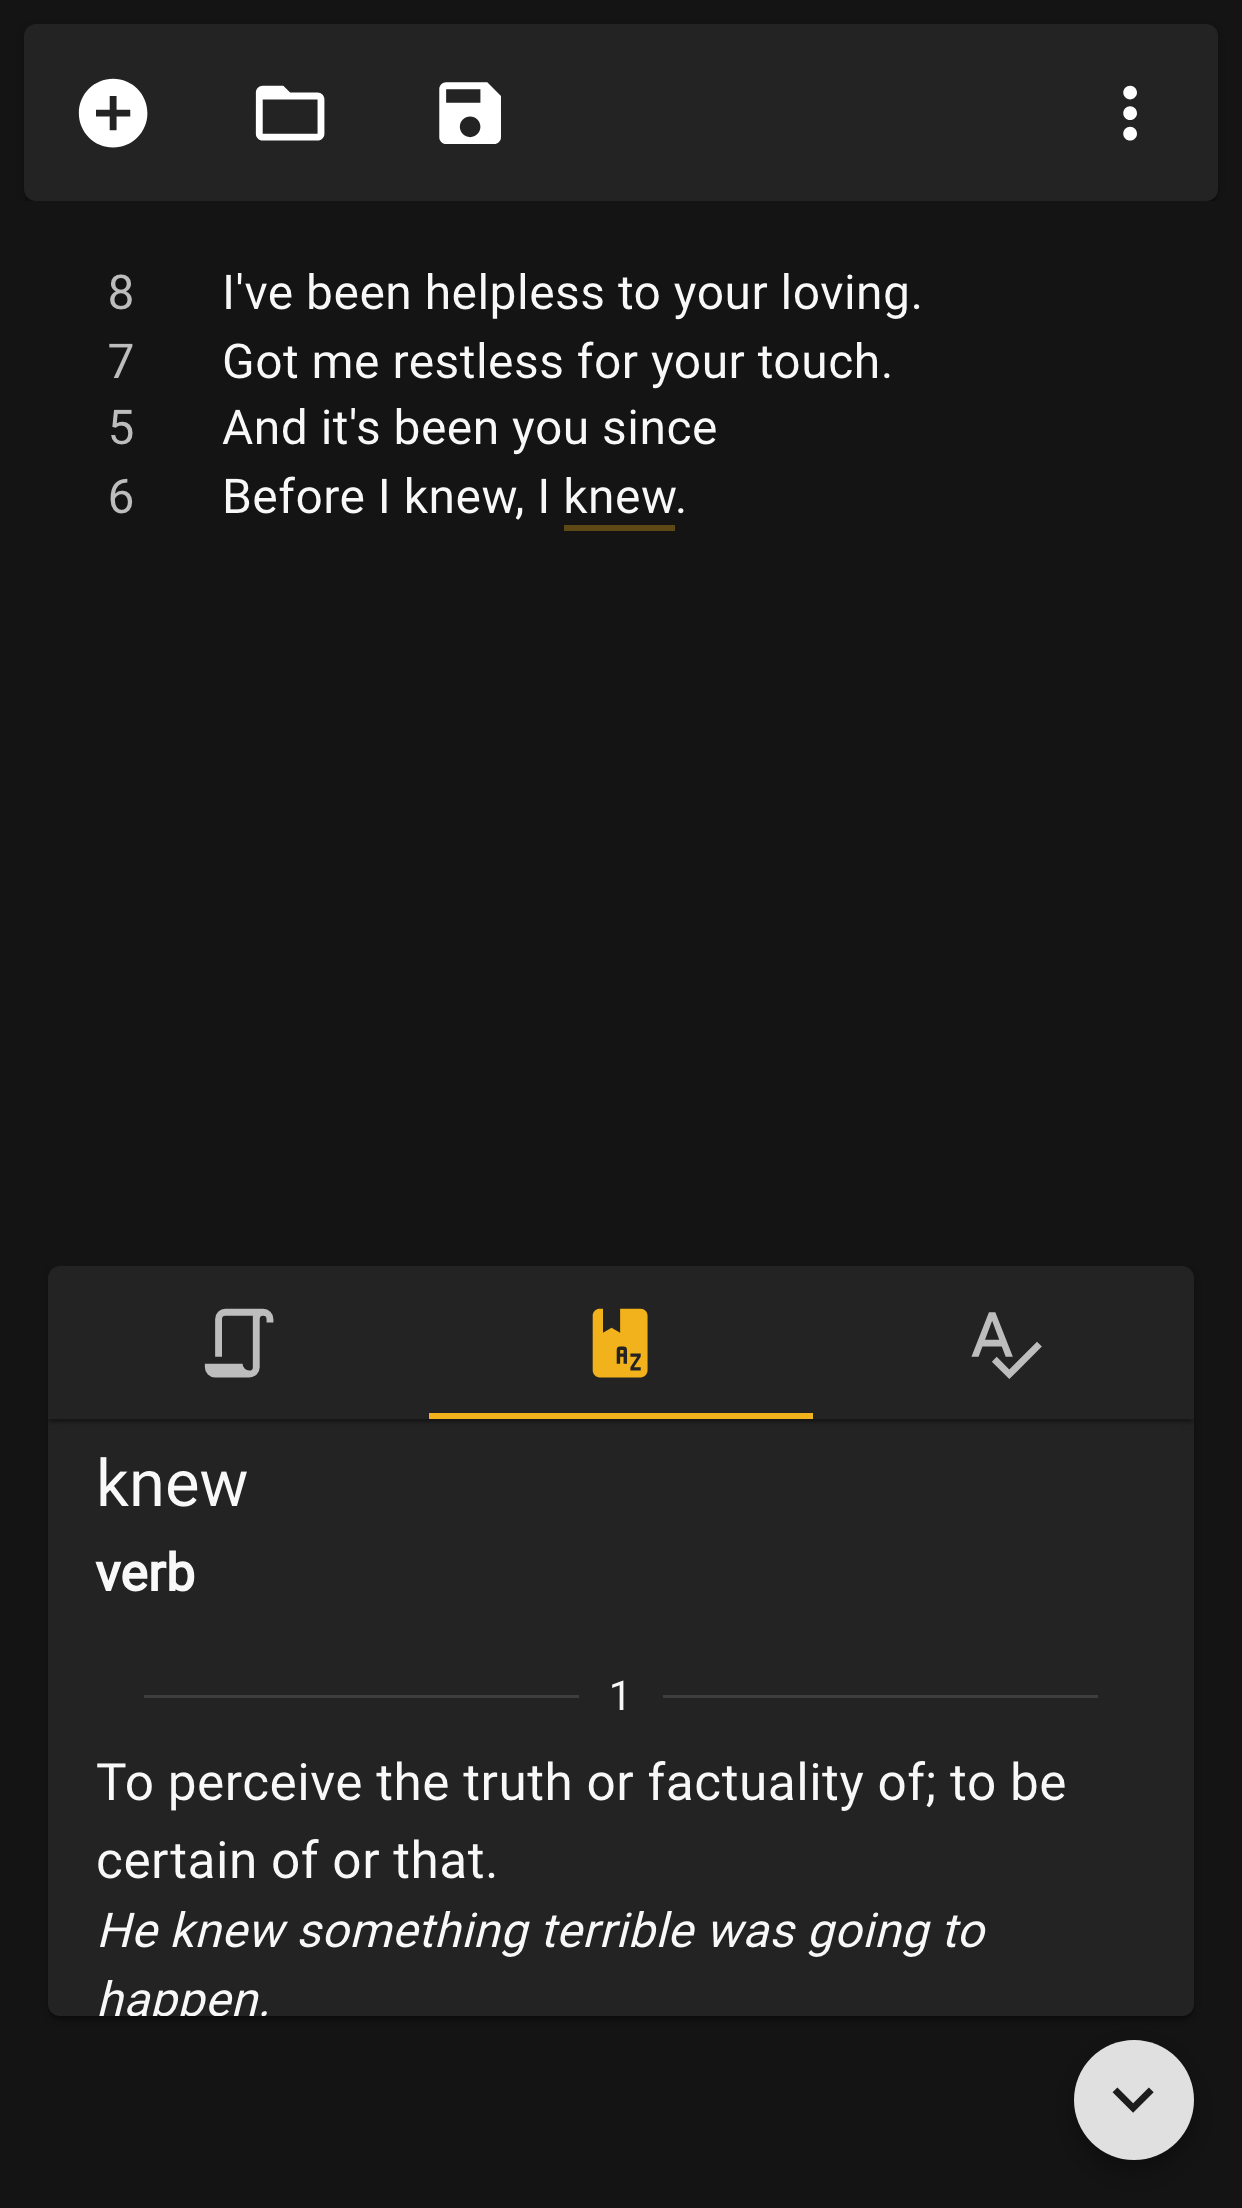 8 I've been helpless to your loving.
7 Got me restless for your touch.
5 And it's been you since
6 Before I knew, I knew.
A
AZ
knew
verb
1
To perceive the truth or factuality of; to be
certain of or that.
He knew something terrible was going to
happen.